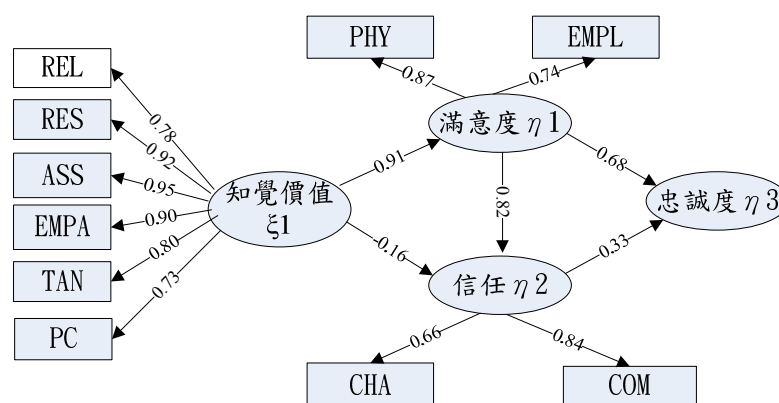 PHY
EMPL
REL
0.87
0.74
RES
滿意度η1
0.78
ASS
0.92
0.91
0.68
0.95
知覺價值
ξ1
忠誠度η3
EMPA
0.90
0.82
TAN
0.80
0.16
0.33
0.73
信任η2
PC
0.66
0.84
CHA
COM